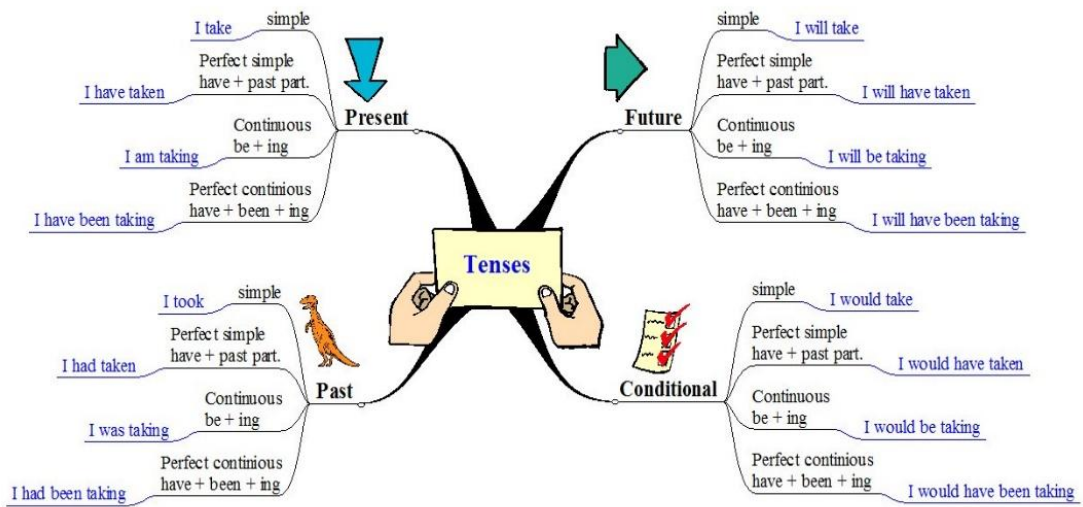 Tenses
Present
simple
I take
Perfect simple
have + past part.
I have taken
Continuous
be + ing
I am taking
Perfect continious
have + been + ing
I have been taking
Future
simple
I will take
Perfect simple
have + past part.
I will have taken
Continuous
be + ing
I will be taking
Perfect continious
have + been + ing
I will have been taking
Past
simple
I took
Perfect simple
have + past part.
I had taken
Continuous
be + ing
I was taking
Perfect continious
have + been + ing
I had been taking
Conditional
simple
I would take
Perfect simple
have + past part.
I would have taken
Continuous
be + ing
I would be taking
Perfect continious
have + been + ing
I would have been taking